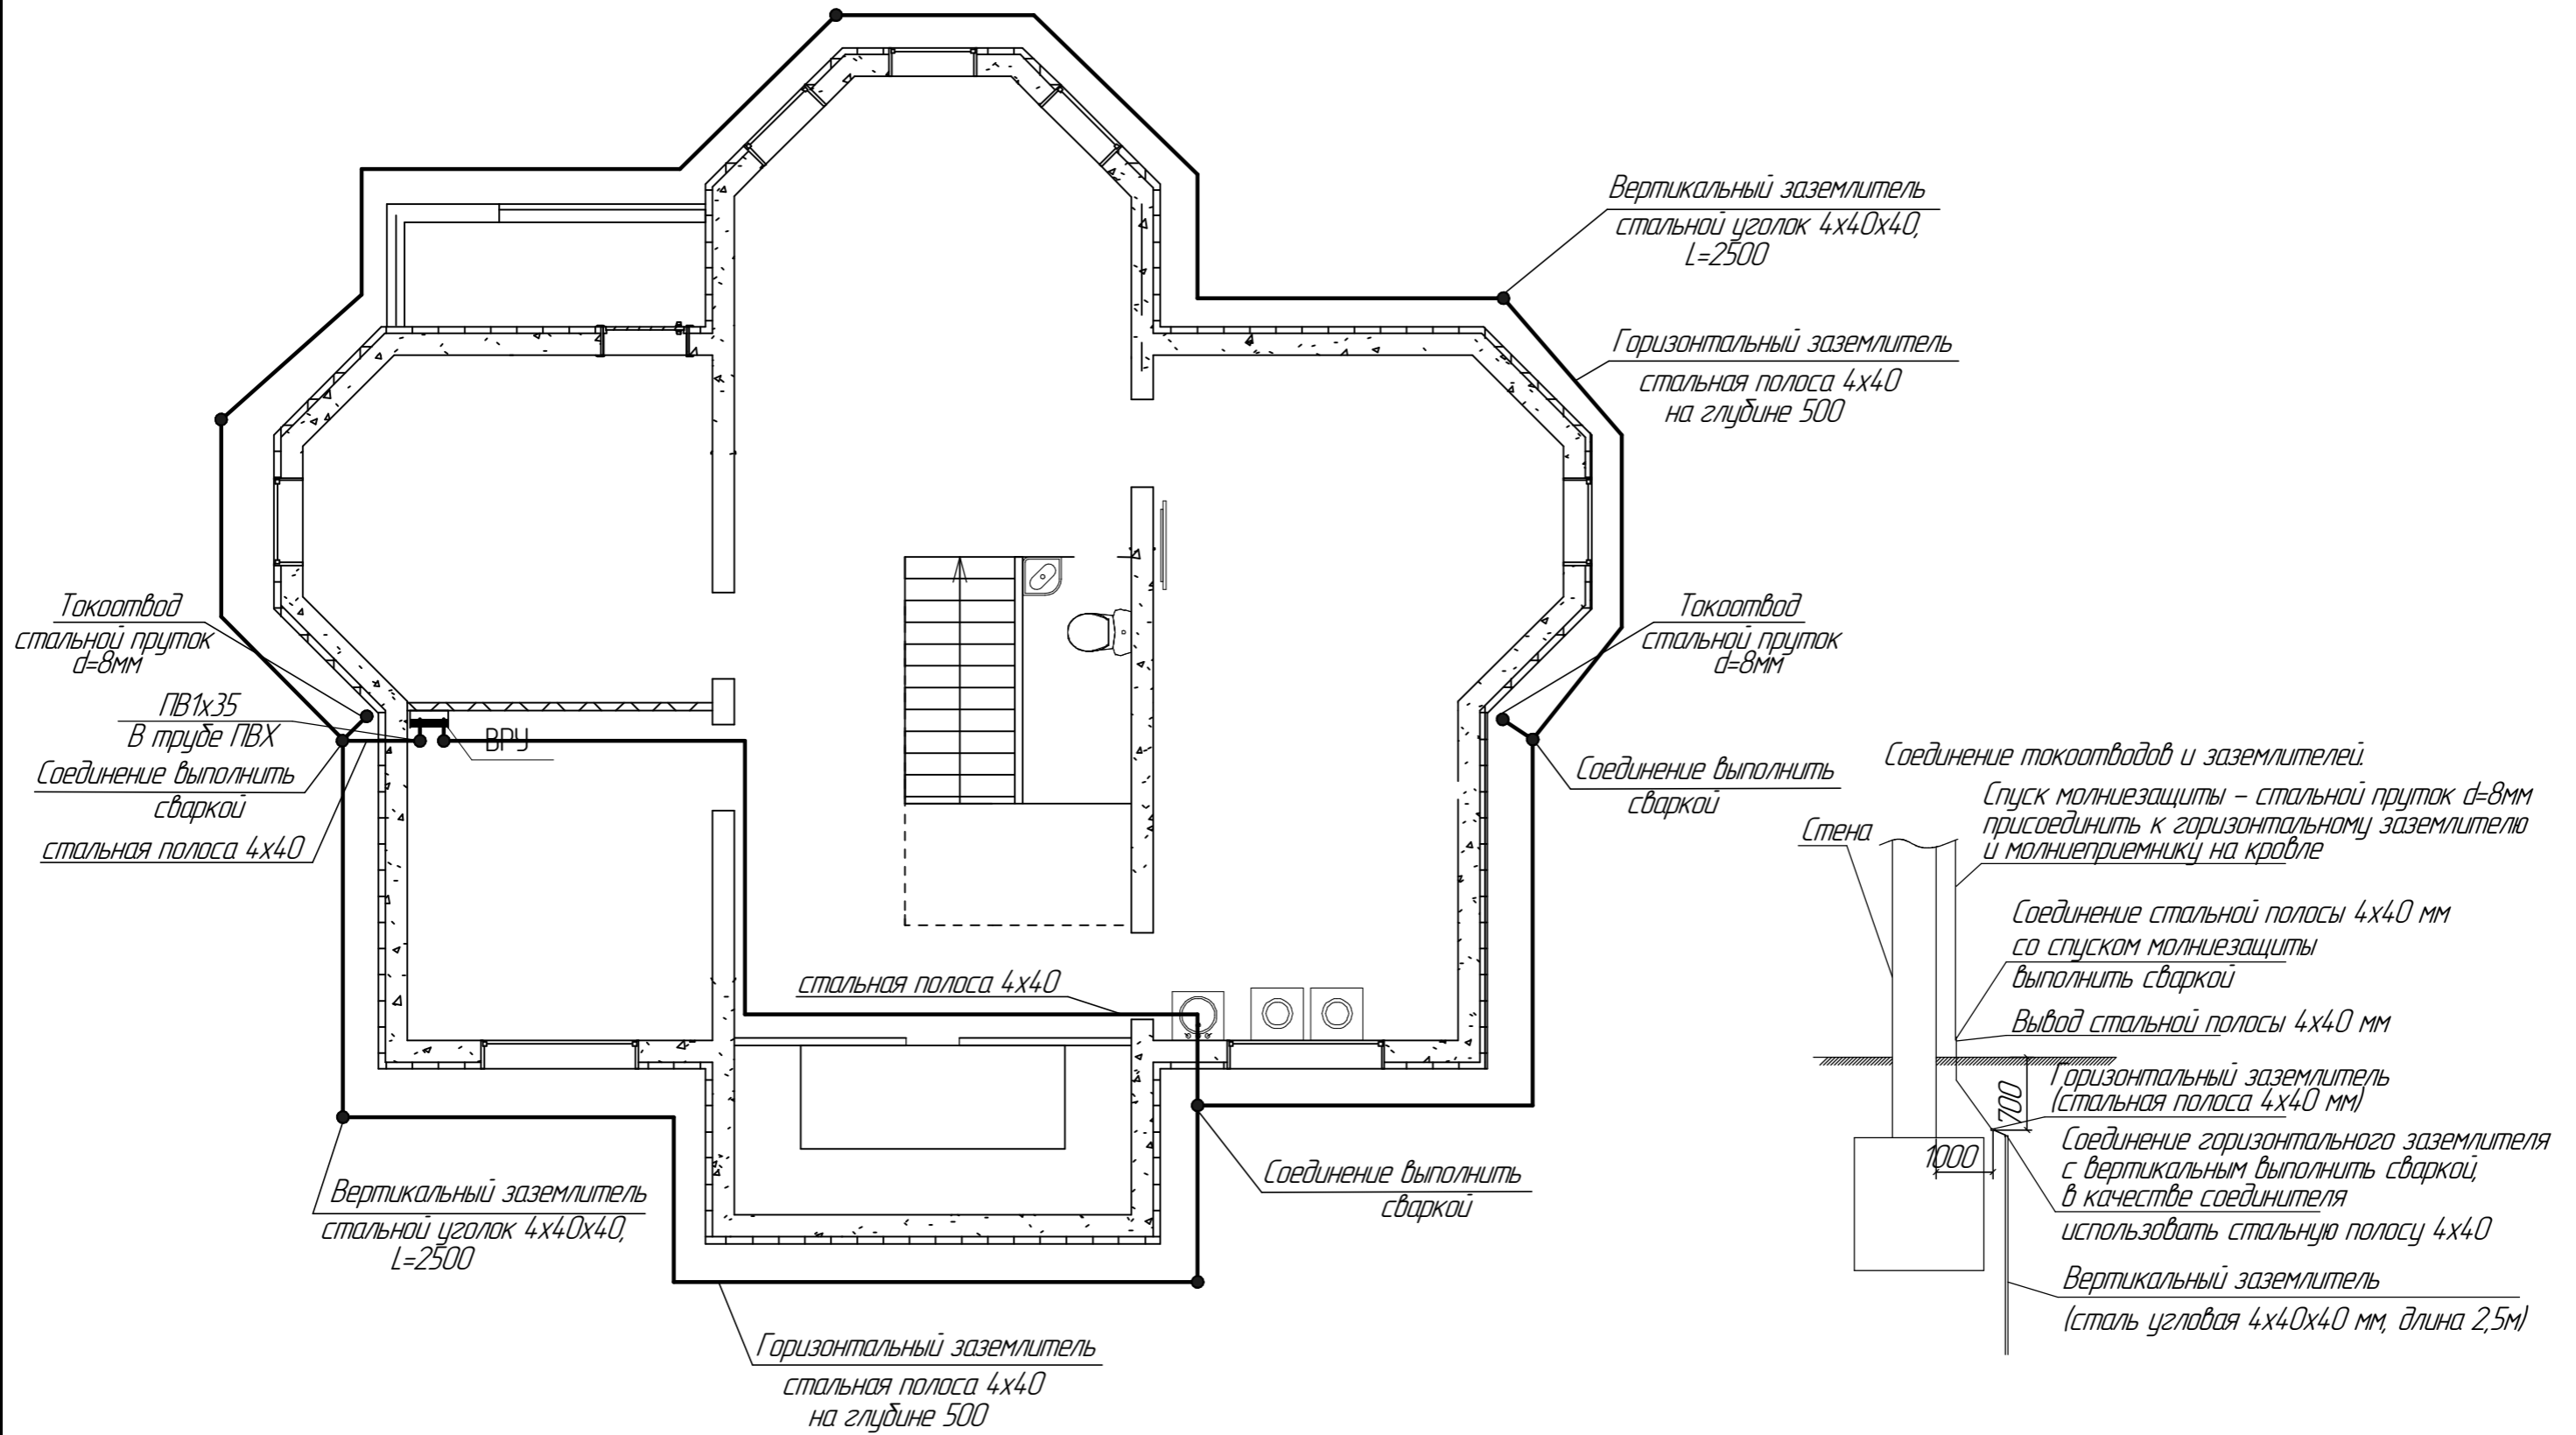 Вертикальный заземлитель
стальной уголок 4х40х40,
L=2500
Горизонтальный заземлитель
стальная полоса 4х40
на глубине 500
Токоотвод
стальной пруток
d=8мм
ПВ1х35
В трубе ПВХ
Соединение выполнить
сваркой
стальная полоса 4х40
ВРУ
Токоотвод
стальной пруток
d=8мм
Соединение выполнить
сваркой
стальная полоса 4х40
Вертикальный заземлитель
стальной уголок 4х40х40,
L=2500
Соединение выполнить
сваркой
Горизонтальный заземлитель
стальная полоса 4х40
на глубине 500
Соединение токоотводов и заземлителей.
Спуск молниезащиты – стальной пруток d=8мм
присоединить к горизонтальному заземлителю
и молниеприемнику на кровле
Стена
Соединение стальной полосы 4х40 мм
со спуском молниезащиты
выполнить сваркой
Вывод стальной полосы 4х40 мм
Горизонтальный заземлитель
(стальная полоса 4х40 мм)
700
1000
Соединение горизонтального заземлителя
с вертикальным выполнить сваркой,
в качестве соединителя
использовать стальную полосу 4х40
Вертикальный заземлитель
(сталь угловая 4х40х40 мм, длина 2,5м)